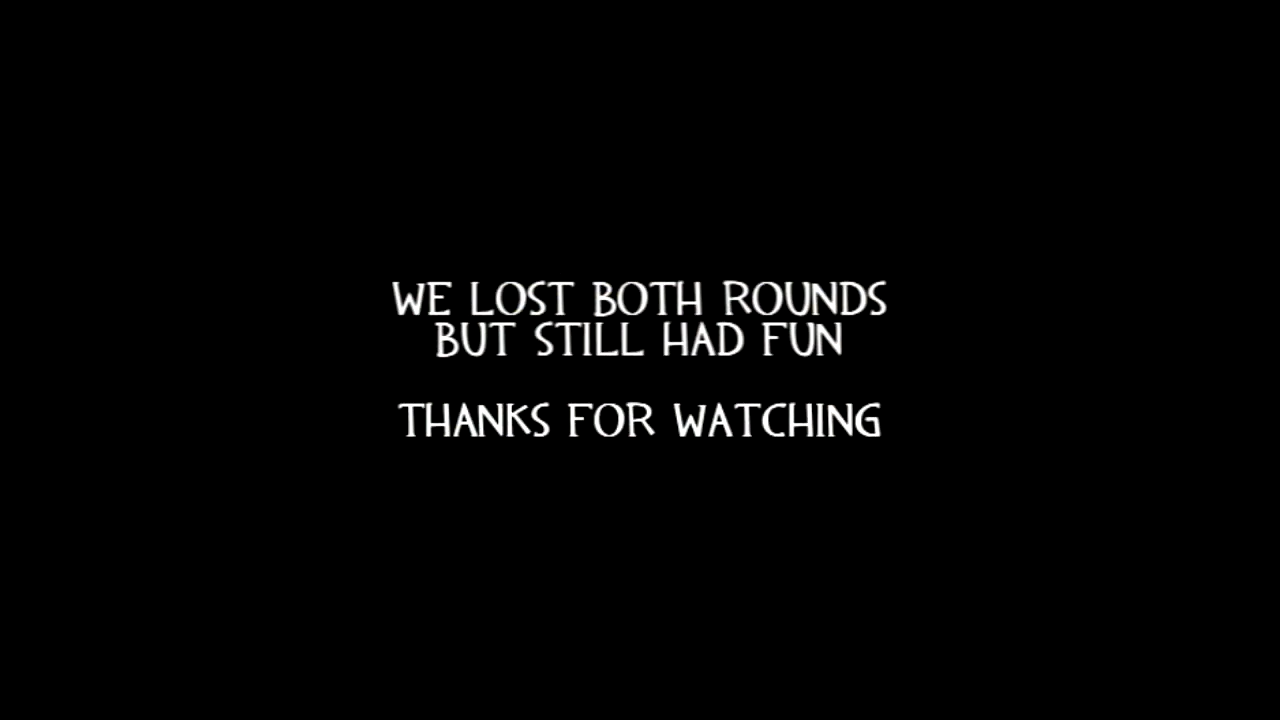 WE LOST BOTH ROUNDS
BUT STILL HAD FUN
THANKS FOR WATCHING